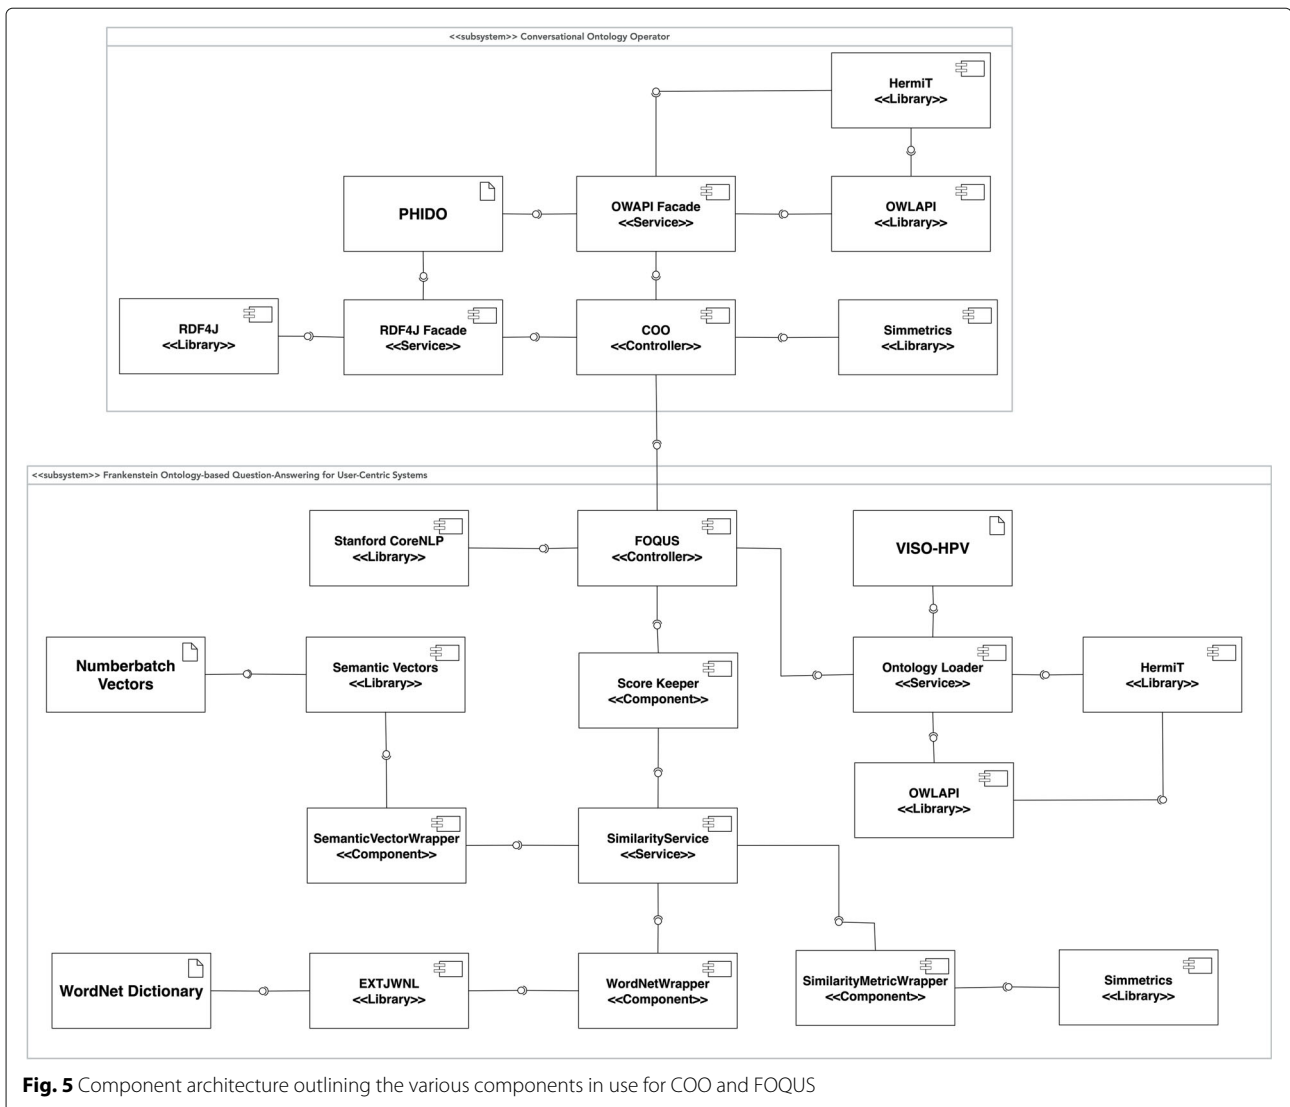 <<subsystem>> Conversational Ontology Operator
HermiT
<<Library>>
PHIDO
OWAPI Facade
<<Service>>
OWLAPI
<<Library>>
RDF4J
<<Library>>
RDF4J Facade
<<Service>>
COO
<<Controller>>
Simmetrics
<<Library>>
<<subsystem>> Frankenstein Ontology-based Question-Answering for User-Centric Systems
Stanford CoreNLP
<<Library>>
FOQUS
<<Controller>>
VISO-HPV
Numberbatch
Vectors
Semantic Vectors
<<Library>>
Score Keeper
<<Component>>
Ontology Loader
<<Service>>
HermiT
<<Library>>
OWLAPI
<<Library>>
SemanticVectorWrapper
<<Component>>
SimilarityService
<<Service>>
WordNet Dictionary
EXTJWNL
<<Library>>
WordNetWrapper
<<Component>>
SimilarityMetricWrapper
<<Component>>
Simmetrics
<<Library>>
Fig. 5 Component architecture outlining the various components in use for COO and FOQUS